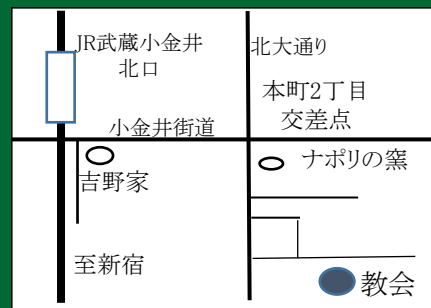 JR武蔵小金井
北口
北大通り
本町2丁目
交差点
小金井街道
吉野家
ナポリの窯
至新宿
教会